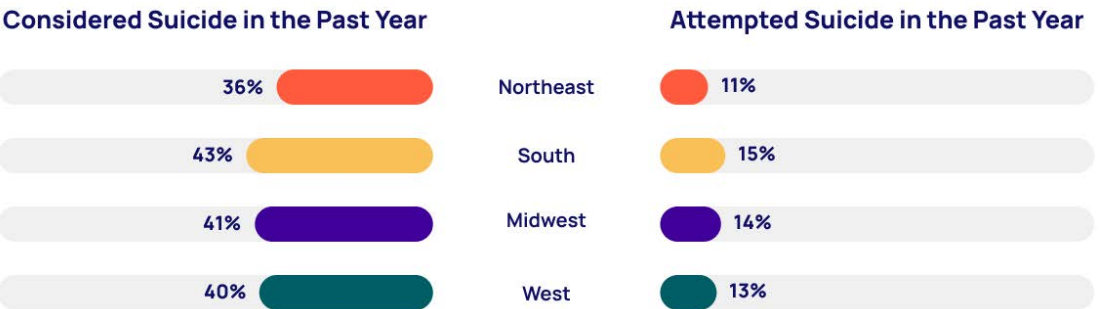 Considered Suicide in the Past Year
Attempted Suicide in the Past Year
36% Northeast 11%
43% South 15%
41% Midwest 14%
40% West 13%